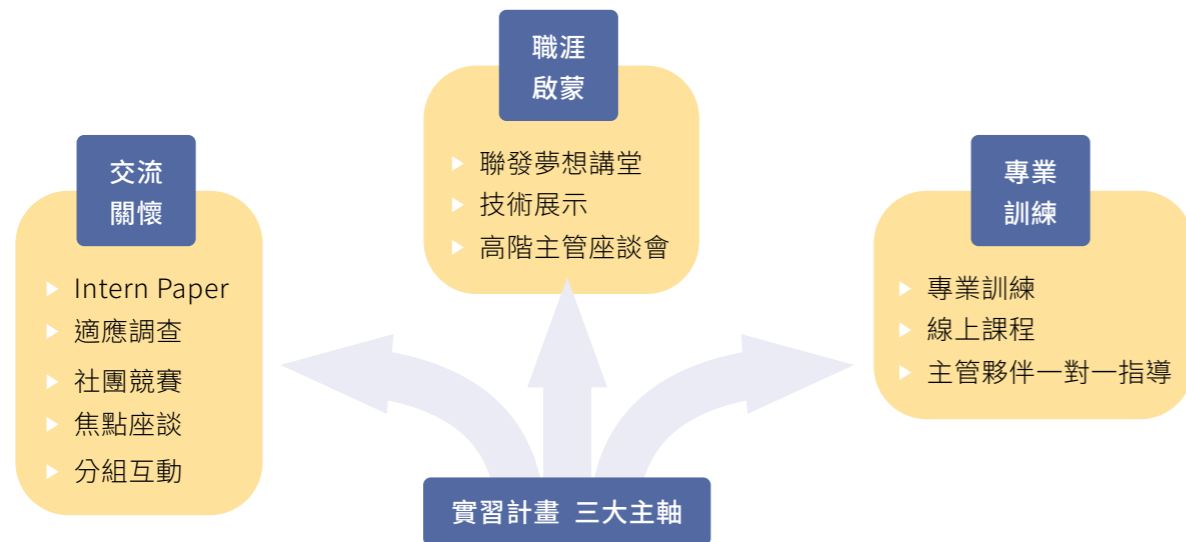 職涯
啟蒙
聯發夢想講堂
技術展示
高階主管座談會
交流
關懷
Intern Paper
適應調查
社團競賽
焦點座談
分組互動
專業
訓練
專業訓練
線上課程
主管夥伴一對一指導
實習計畫 三大主軸